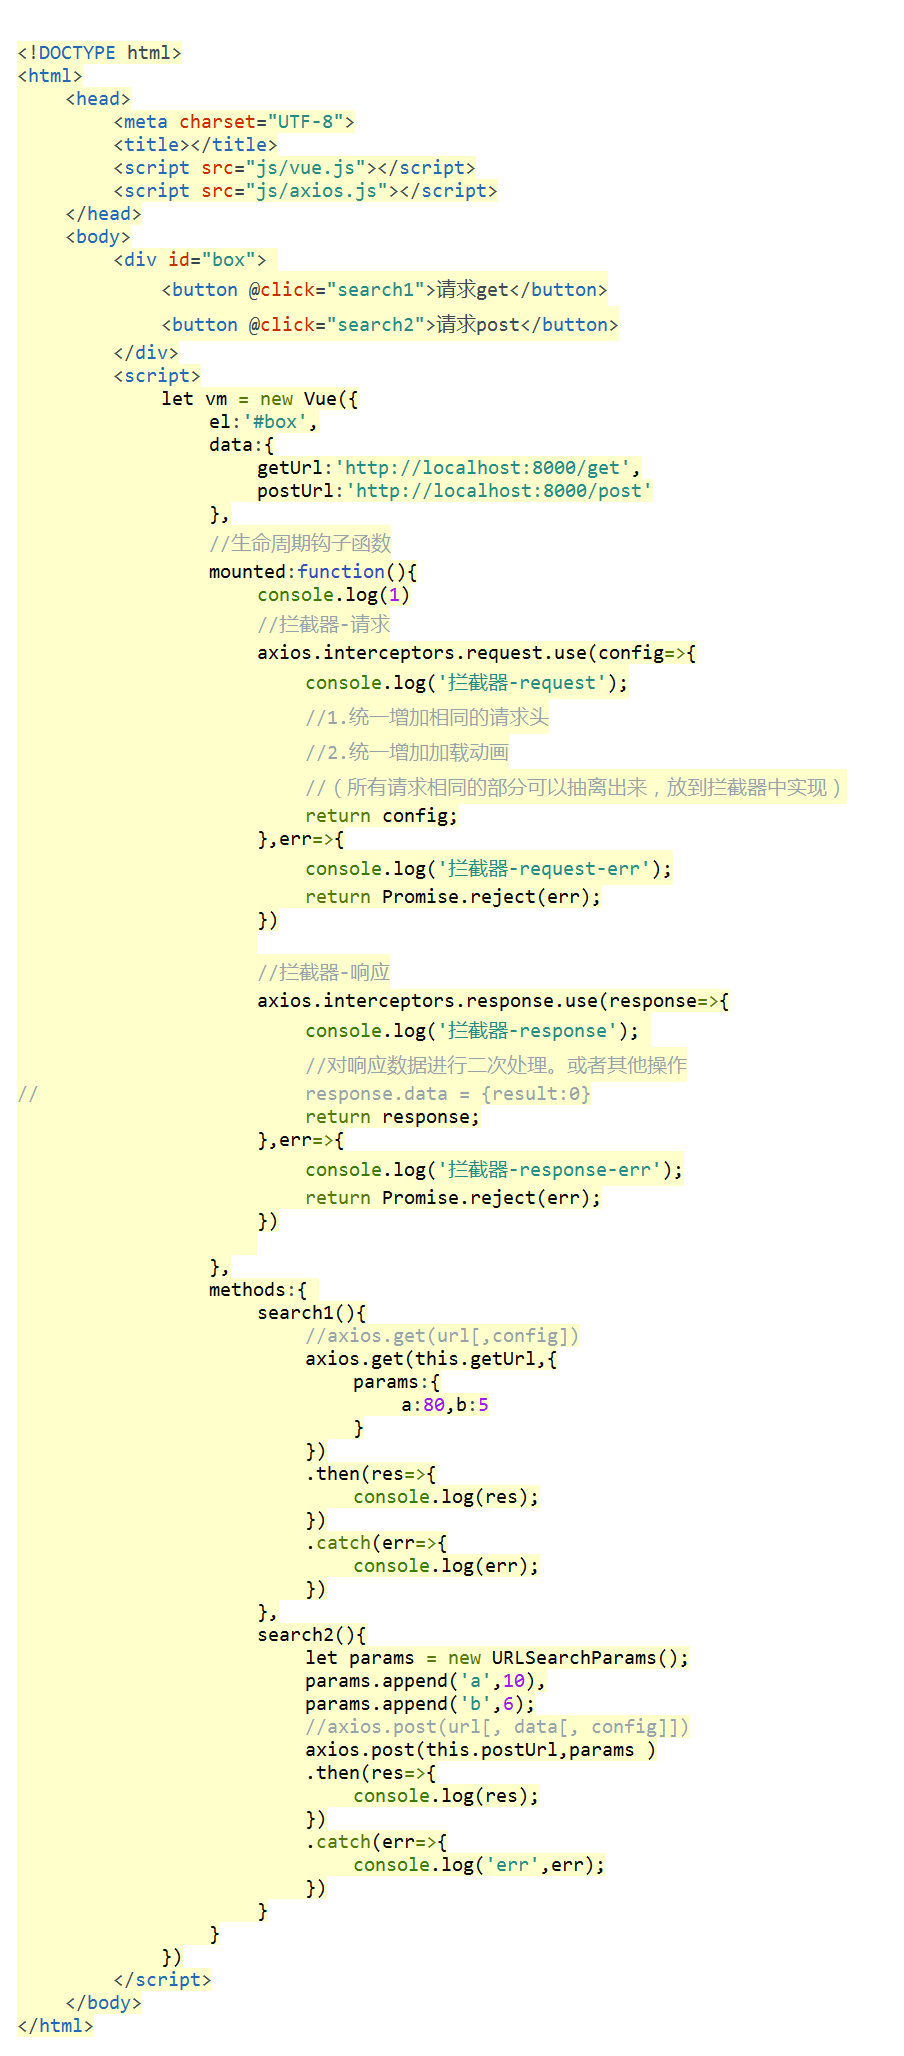 <!DOCTYPE html>
<html>
    <head>
        <meta charset="UTF-8">
        <title></title>
        <script src="js/vue.js"></script>
        <script src="js/axios.js"></script>
    </head>
    <body>
        <div id="box">
            <button @click="search1">请求get</button>
            <button @click="search2">请求post</button>
        </div>
        <script>
            let vm = new Vue({
                el:'#box',
                data:{
                    getUrl:'http://localhost:8000/get',
                    postUrl:'http://localhost:8000/post'
                },
                //生命周期钩子函数
                mounted:function(){
                    console.log(1)
                    //拦截器-请求
                    axios.interceptors.request.use(config=>{
                        console.log('拦截器-request');
                        //1.统一增加相同的请求头
                        //2.统一增加加载动画
                        //（所有请求相同的部分可以抽离出来，放到拦截器中实现）
                        return config;
                    },err=>{
                        console.log('拦截器-request-err');
                        return Promise.reject(err);
                    })

                    //拦截器-响应
                    axios.interceptors.response.use(response=>{
                        console.log('拦截器-response');
                        //对响应数据进行二次处理。或者其他操作
//                      response.data = {result:0}
                        return response;
                    },err=>{
                        console.log('拦截器-response-err');
                        return Promise.reject(err);
                    })

                },
                methods:{
                    search1(){
                        //axios.get(url[,config])
                        axios.get(this.getUrl,{
                            params:{
                                a:80,b:5
                            }
                        })
                        .then(res=>{
                            console.log(res);
                        })
                        .catch(err=>{
                            console.log(err);
                        })
                    },
                    search2(){
                        let params = new URLSearchParams();
                        params.append('a',10),
                        params.append('b',6);
                        //axios.post(url[, data[, config]])
                        axios.post(this.postUrl,params )
                        .then(res=>{
                            console.log(res);
                        })
                        .catch(err=>{
                            console.log('err',err);
                        })
                    }
                }
            })
        </script>
    </body>
</html>